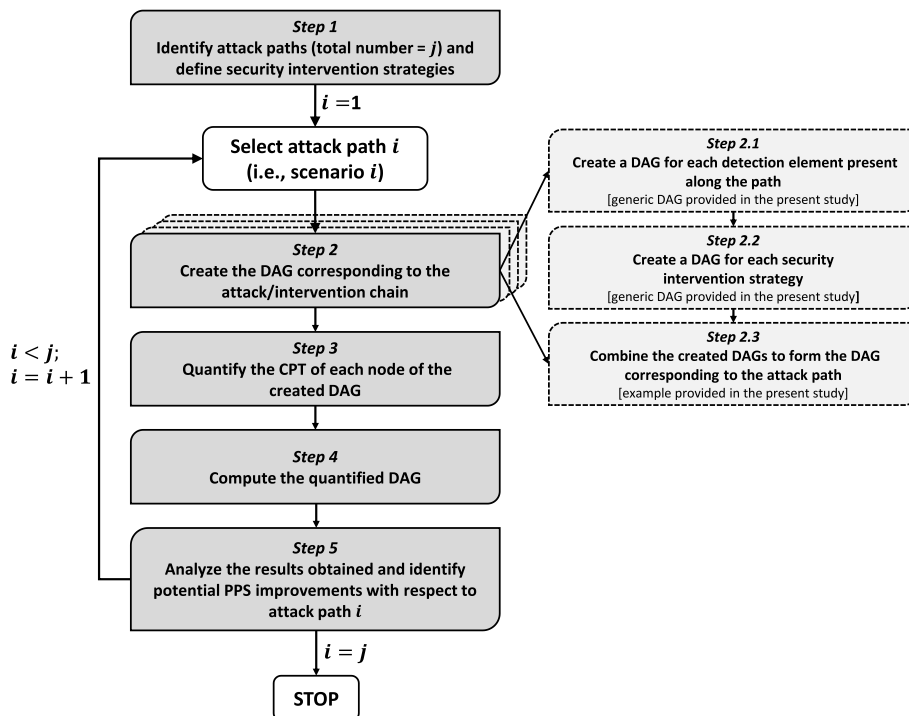 Step 1
Identify attack paths (total number = j) and
define security intervention strategies
i =1
Select attack path i
(i.e., scenario i)
Step 2
Create the DAG corresponding to the
attack/intervention chain
Step 2.1
Create a DAG for each detection element present
along the path
[generic DAG provided in the present study]
Step 2.2
Create a DAG for each security
intervention strategy
[generic DAG provided in the present study]
Step 2.3
Combine the created DAGs to form the DAG
corresponding to the attack path
[example provided in the present study]
i < j;
i = i + 1
Step 3
Quantify the CPT of each node of the
created DAG
Step 4
Compute the quantified DAG
Step 5
Analyze the results obtained and identify
potential PPS improvements with respect to
attack path i
i = j
STOP